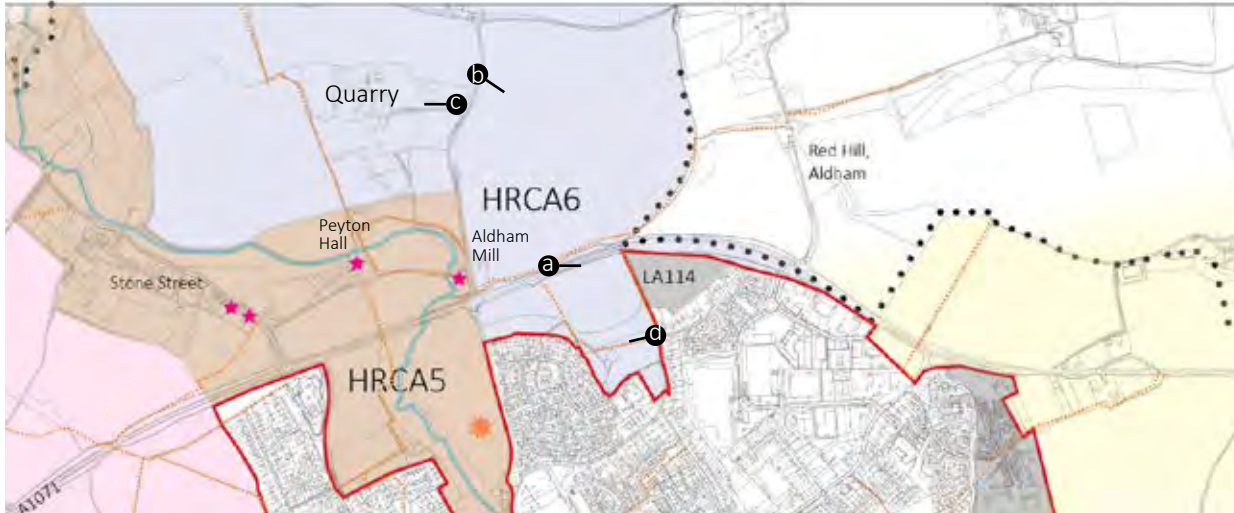 b
Quarry
c
Red Hill,
Aldham
HRCA6
Peyton
Hall
Aldham
Mill
a
Stone Street
LA114
d
HRCA5
A1071